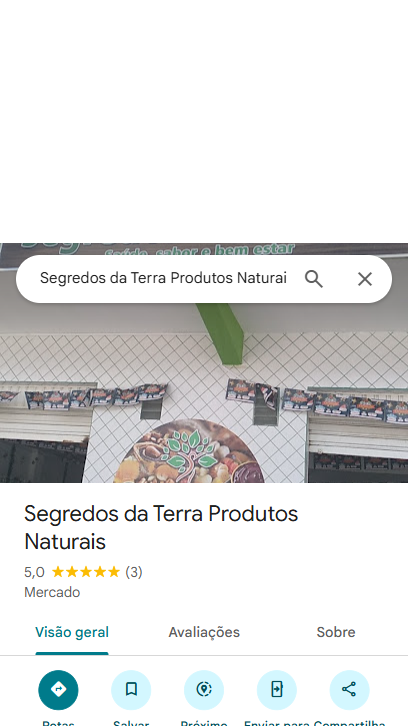 Saúde, sabor e bem estar
Segredos da Terra Produtos Naturai
Segredos da Terra Produtos
Naturais
5,0 (3)
Mercado
Visão geral Avaliações Sobre
Rotas Salvar Próximo Enviar para Compartilha